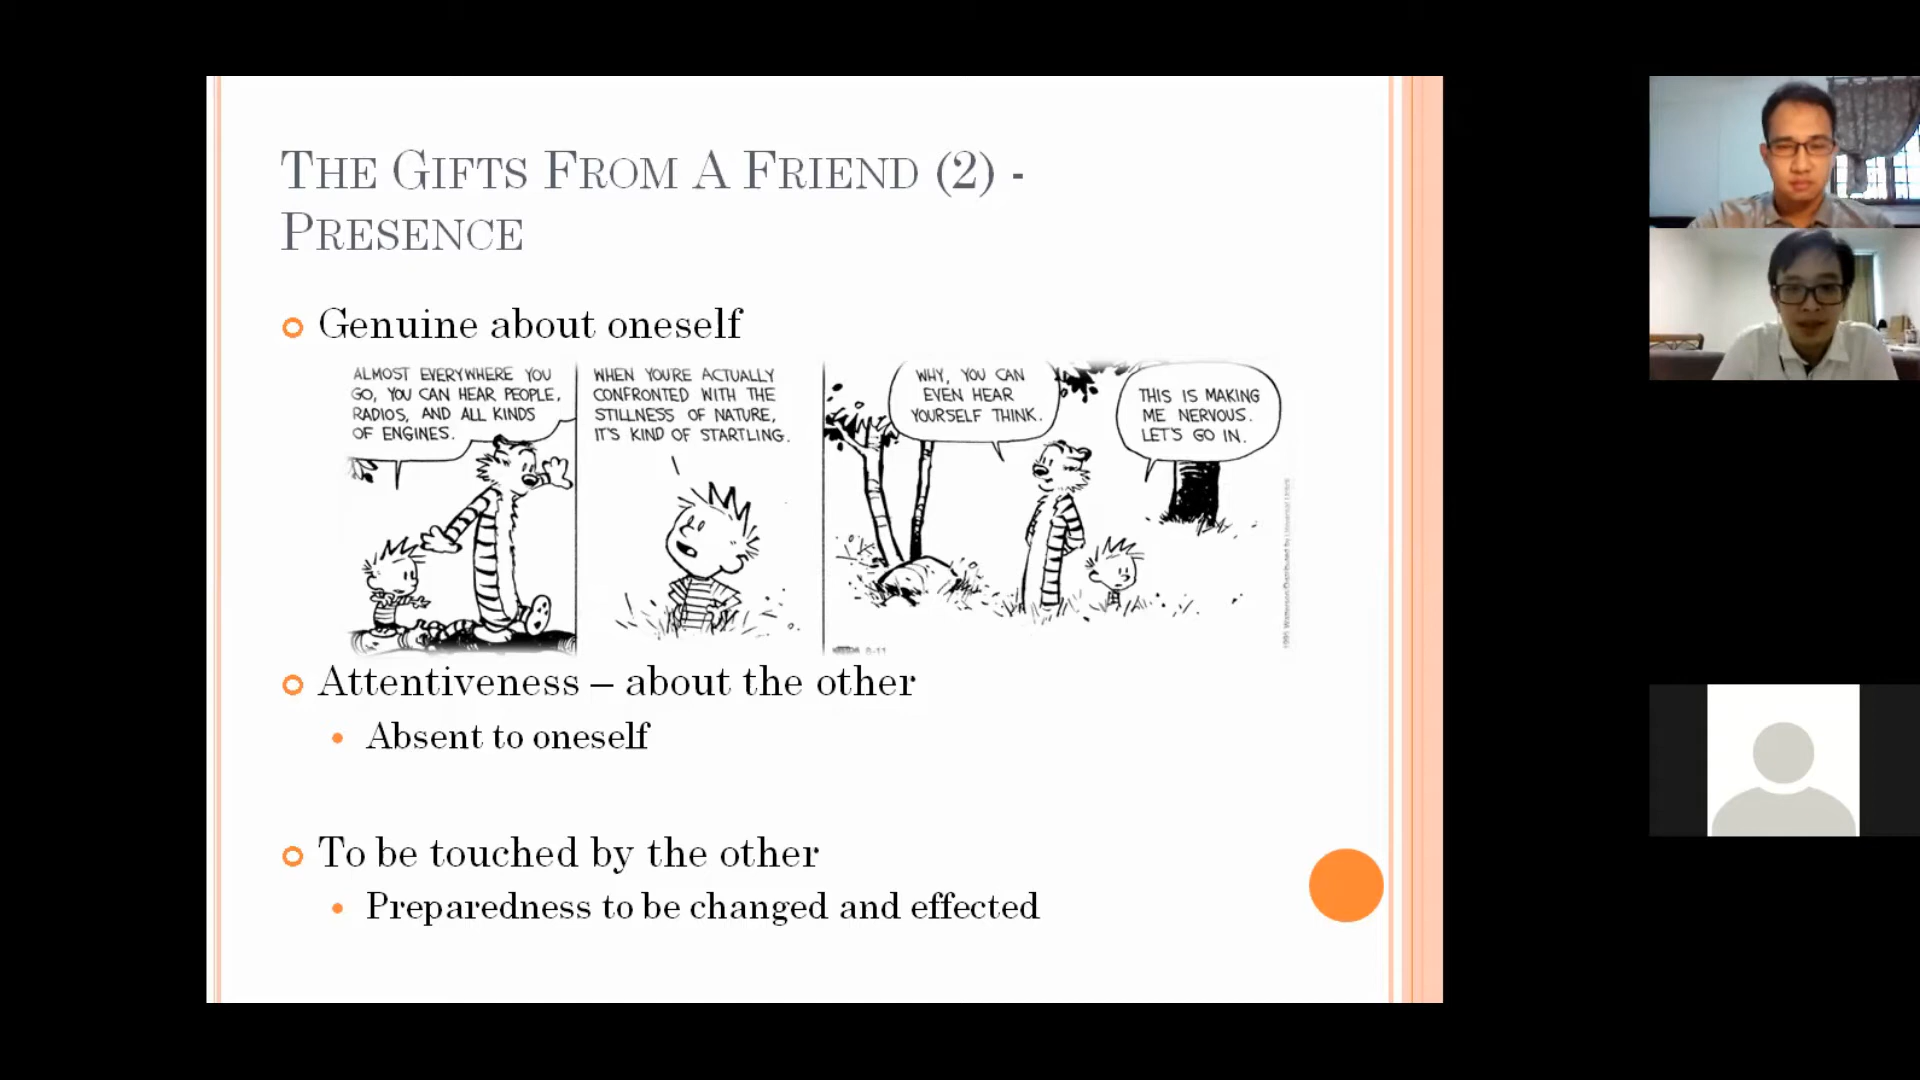 THE GIFTS FROM A FRIEND (2) -
PRESENCE
Genuine about oneself
ALMOST EVERYWHERE YOU
GO, YOU CAN HEAR PEOPLE,
RADIOS, AND ALL KINDS
OF ENGINES.
WHEN YOU'RE ACTUALLY
CONFRONTED WITH THE
STILLNESS OF NATURE,
IT'S KIND OF STARTLING.
WHY, YOU CAN
EVEN HEAR
YOURSELF THINK.
THIS IS MAKING
ME NERVOUS.
LET'S GO IN.
8-11
Attentiveness – about the other
Absent to oneself
To be touched by the other
Preparedness to be changed and effected